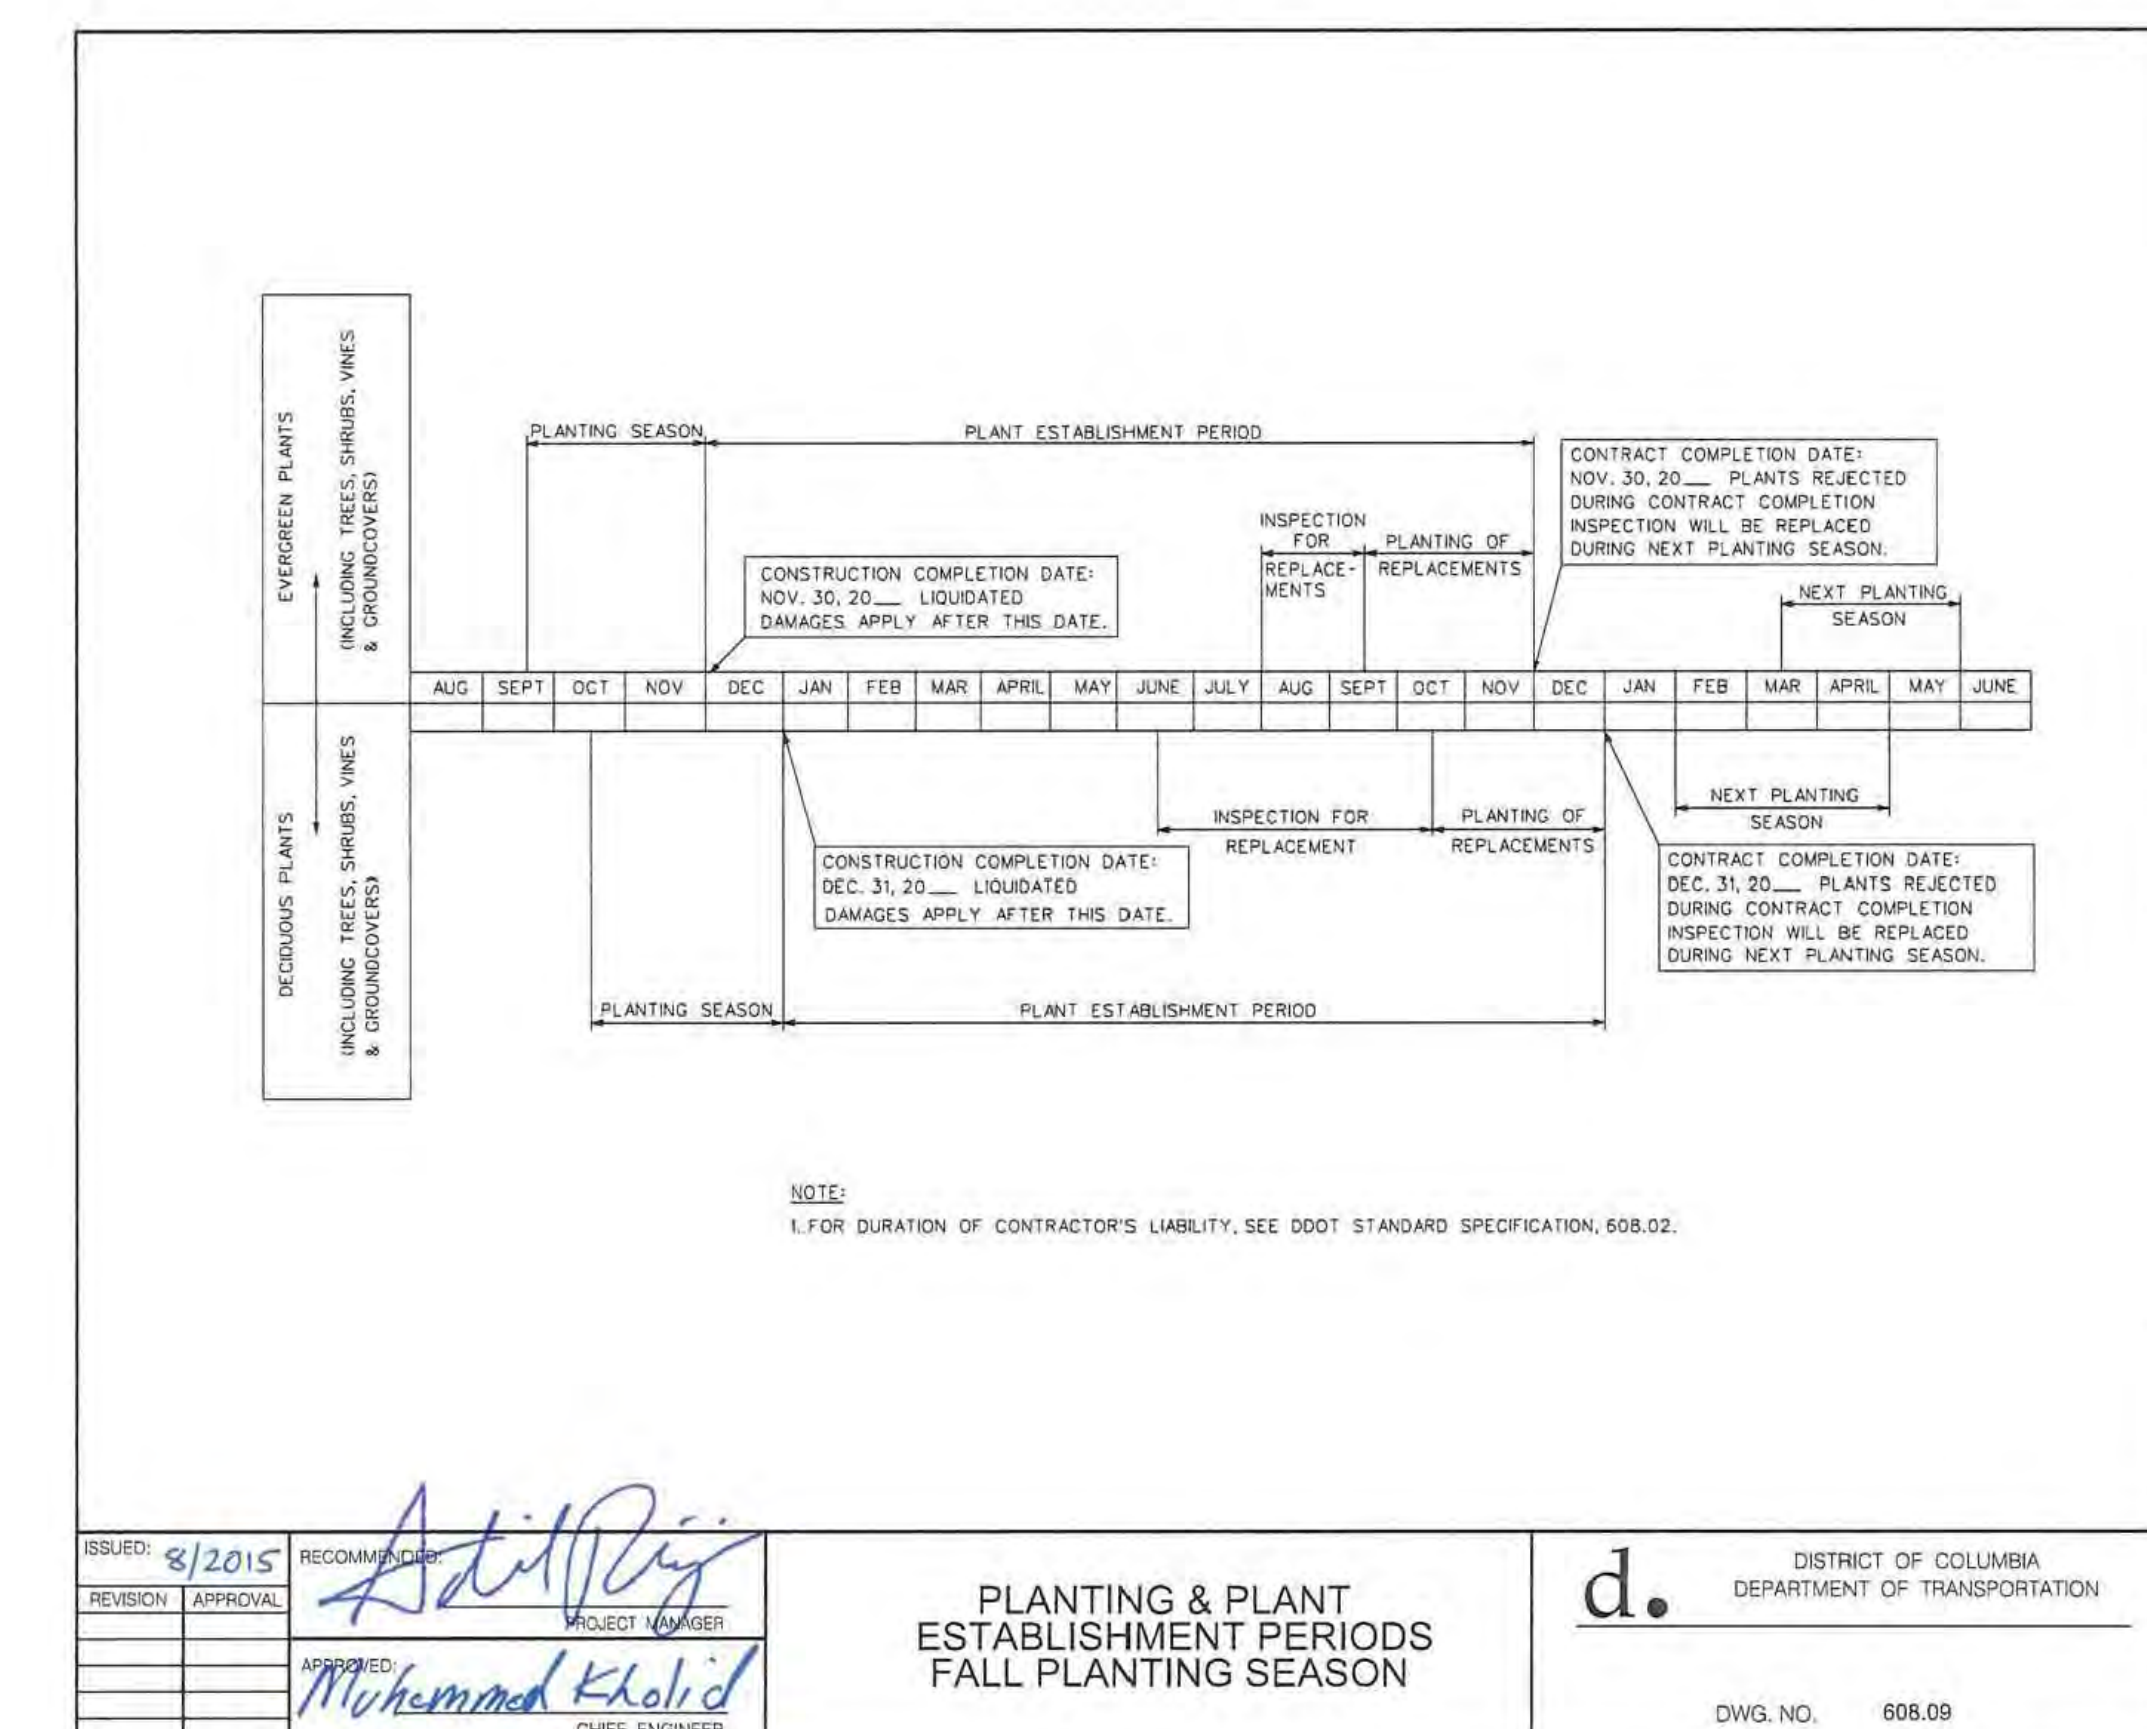 EVERGREEN PLANTS
(INCLUDING TREES, SHRUBS, VINES
& GROUNDCOVERS)
DECIDUOUS PLANTS
(INCLUDING TREES, SHRUBS, VINES
& GROUNDCOVERS)
PLANTING SEASON
PLANT ESTABLISHMENT PERIOD
CONSTRUCTION COMPLETION DATE:
NOV. 30, 20__ LIQUIDATED
DAMAGES APPLY AFTER THIS DATE.
INSPECTION
FOR
REPLACE-
MENTS
PLANTING OF
REPLACEMENTS
CONTRACT COMPLETION DATE:
NOV. 30, 20__ PLANTS REJECTED
DURING CONTRACT COMPLETION
INSPECTION WILL BE REPLACED
DURING NEXT PLANTING SEASON.
NEXT PLANTING
SEASON
AUG SEPT OCT NOV DEC JAN FEB MAR APRIL MAY JUNE JULY AUG SEPT OCT NOV DEC JAN FEB MAR APRIL MAY JUNE
INSPECTION FOR
REPLACEMENT
PLANTING OF
REPLACEMENTS
NEXT PLANTING
SEASON
CONSTRUCTION COMPLETION DATE:
DEC. 31, 20__ LIQUIDATED
DAMAGES APPLY AFTER THIS DATE.
CONTRACT COMPLETION DATE:
DEC. 31, 20__ PLANTS REJECTED
DURING CONTRACT COMPLETION
INSPECTION WILL BE REPLACED
DURING NEXT PLANTING SEASON.
PLANTING SEASON
PLANT ESTABLISHMENT PERIOD
NOTE:
1. FOR DURATION OF CONTRACTOR'S LIABILITY, SEE DDOT STANDARD SPECIFICATION, 608.02.
ISSUED: 8/2015
REVISION APPROVAL
RECOMMENDED:
PROJECT MANAGER
APPROVED:
Muhammed Khalid
CHIEF ENGINEER
PLANTING & PLANT
ESTABLISHMENT PERIODS
FALL PLANTING SEASON
d.
DISTRICT OF COLUMBIA
DEPARTMENT OF TRANSPORTATION
DWG. NO. 608.09